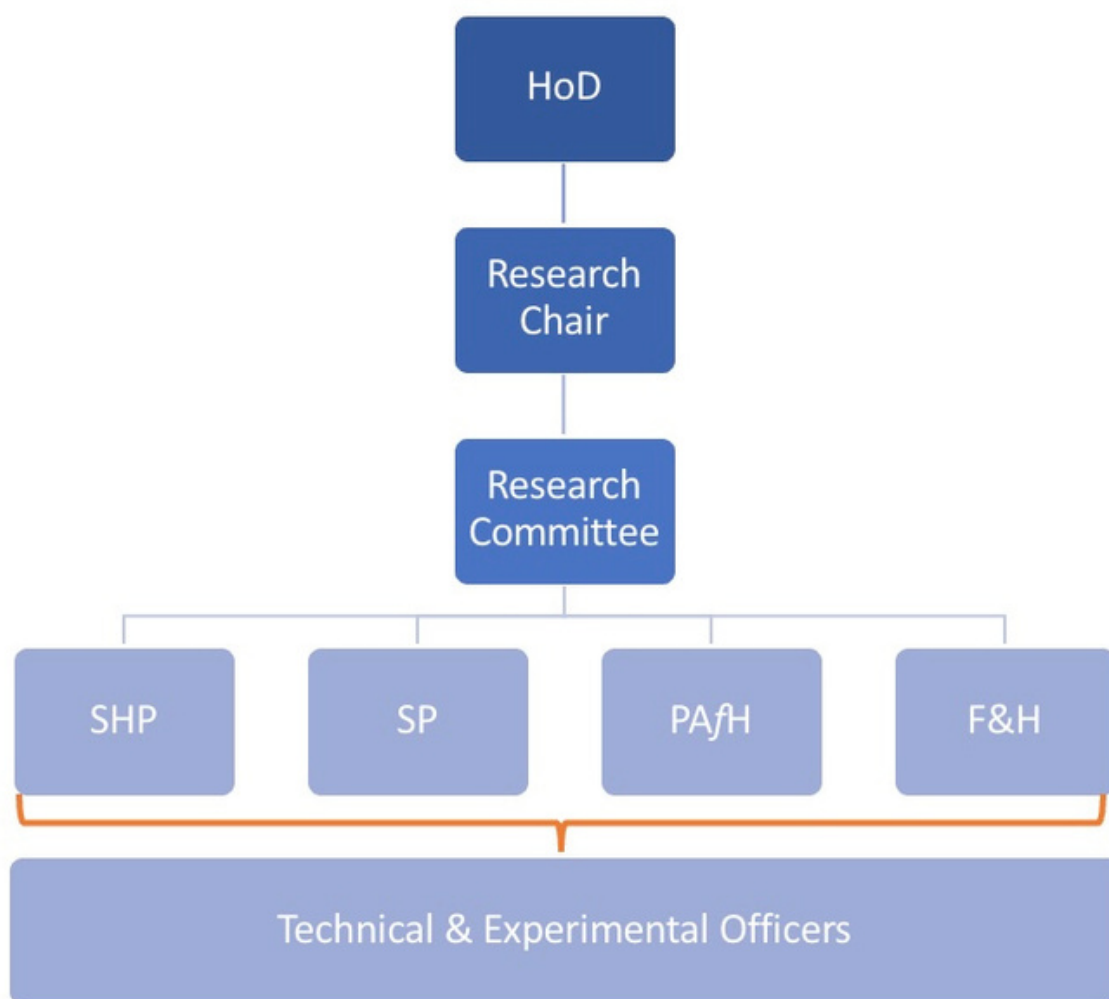 HoD
Research
Chair
Research
Committee
SHP
SP
PAfH
F&H
Technical & Experimental Officers